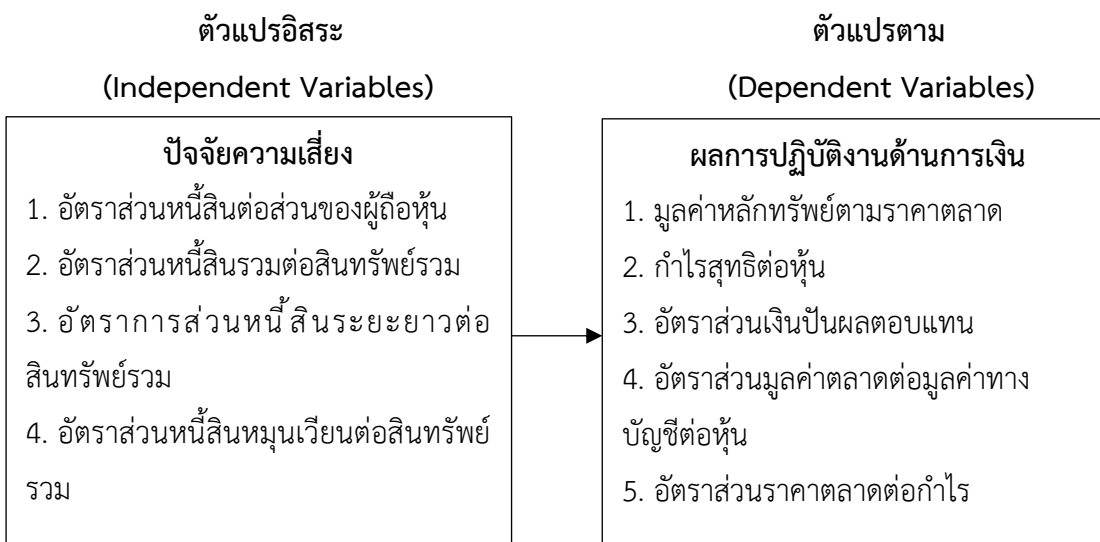 ตัวแปรอิสระ
(Independent Variables)
ปัจจัยความเสี่ยง
1. อัตราส่วนหนี้สินต่อส่วนของผู้ถือหุ้น
2. อัตราส่วนหนี้สินรวมต่อสินทรัพย์รวม
3. อัตราการส่วนหนี้สินระยะยาวต่อ
สินทรัพย์รวม
4. อัตราส่วนหนี้สินหมุนเวียนต่อสินทรัพย์
รวม
ตัวแปรตาม
(Dependent Variables)
ผลการปฏิบัติงานด้านการเงิน
1. มูลค่าหลักทรัพย์ตามราคาตลาด
2. กำไรสุทธิต่อหุ้น
3. อัตราส่วนเงินปันผลตอบแทน
4. อัตราส่วนมูลค่าตลาดต่อมูลค่าทาง
บัญชีต่อหุ้น
5. อัตราส่วนราคาตลาดต่อกำไร